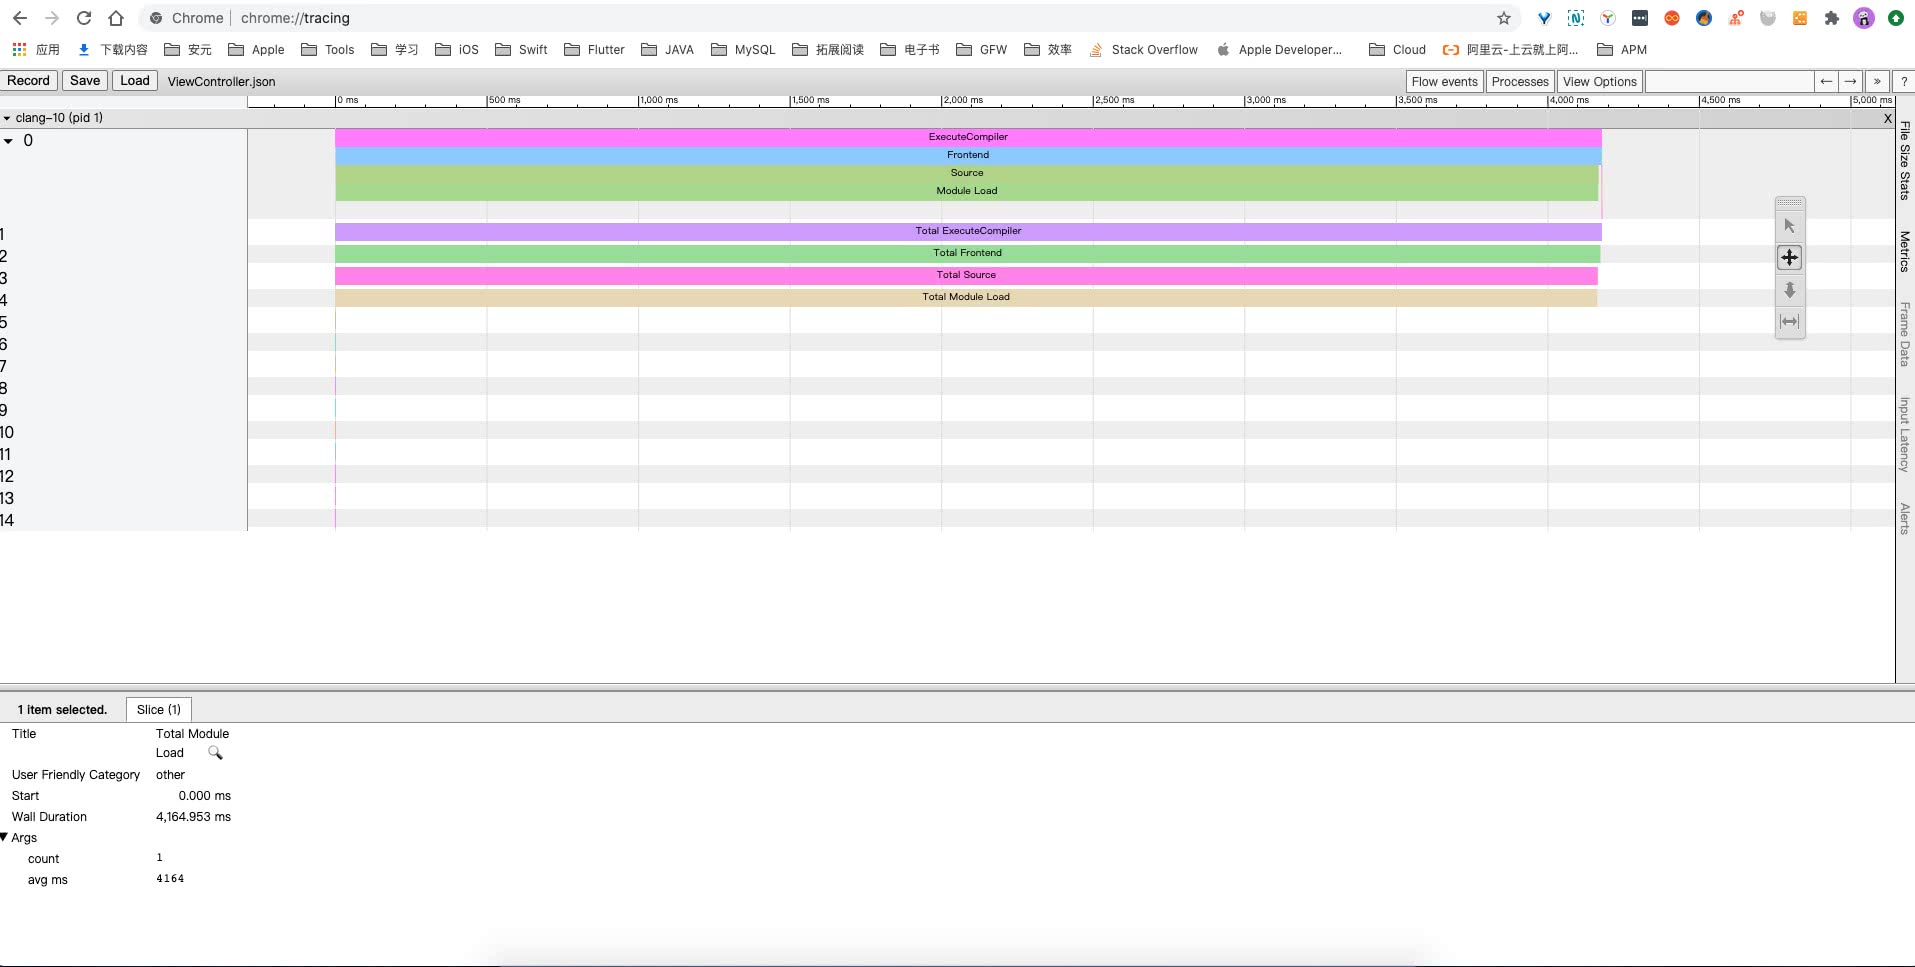 Chrome chrome://tracing
应用 下载内容 安元 Apple Tools 学习 iOS Swift Flutter JAVA MySQL 拓展阅读 电子书 GFW 效率 Stack Overflow Apple Developer... Cloud 阿里云-上云就上阿... APM
Record Save Load ViewController.json Flow events Processes View Options ← → » ?
0 ms 500 ms 1,000 ms 1,500 ms 2,000 ms 2,500 ms 3,000 ms 3,500 ms 4,000 ms 4,500 ms 5,000 ms
clang-10 (pid 1) X
0
ExecuteCompiler
Frontend
Source
Module Load
1 Total ExecuteCompiler
2 Total Frontend
3 Total Source
4 Total Module Load
5
6
7
8
9
10
11
12
13
14
File Size Stats
Metrics
Frame Data
Input Latency
Alerts
1 item selected. Slice (1)
Title Total Module
Load
User Friendly Category other
Start 0.000 ms
Wall Duration 4,164.953 ms
Args
count 1
avg ms 4164